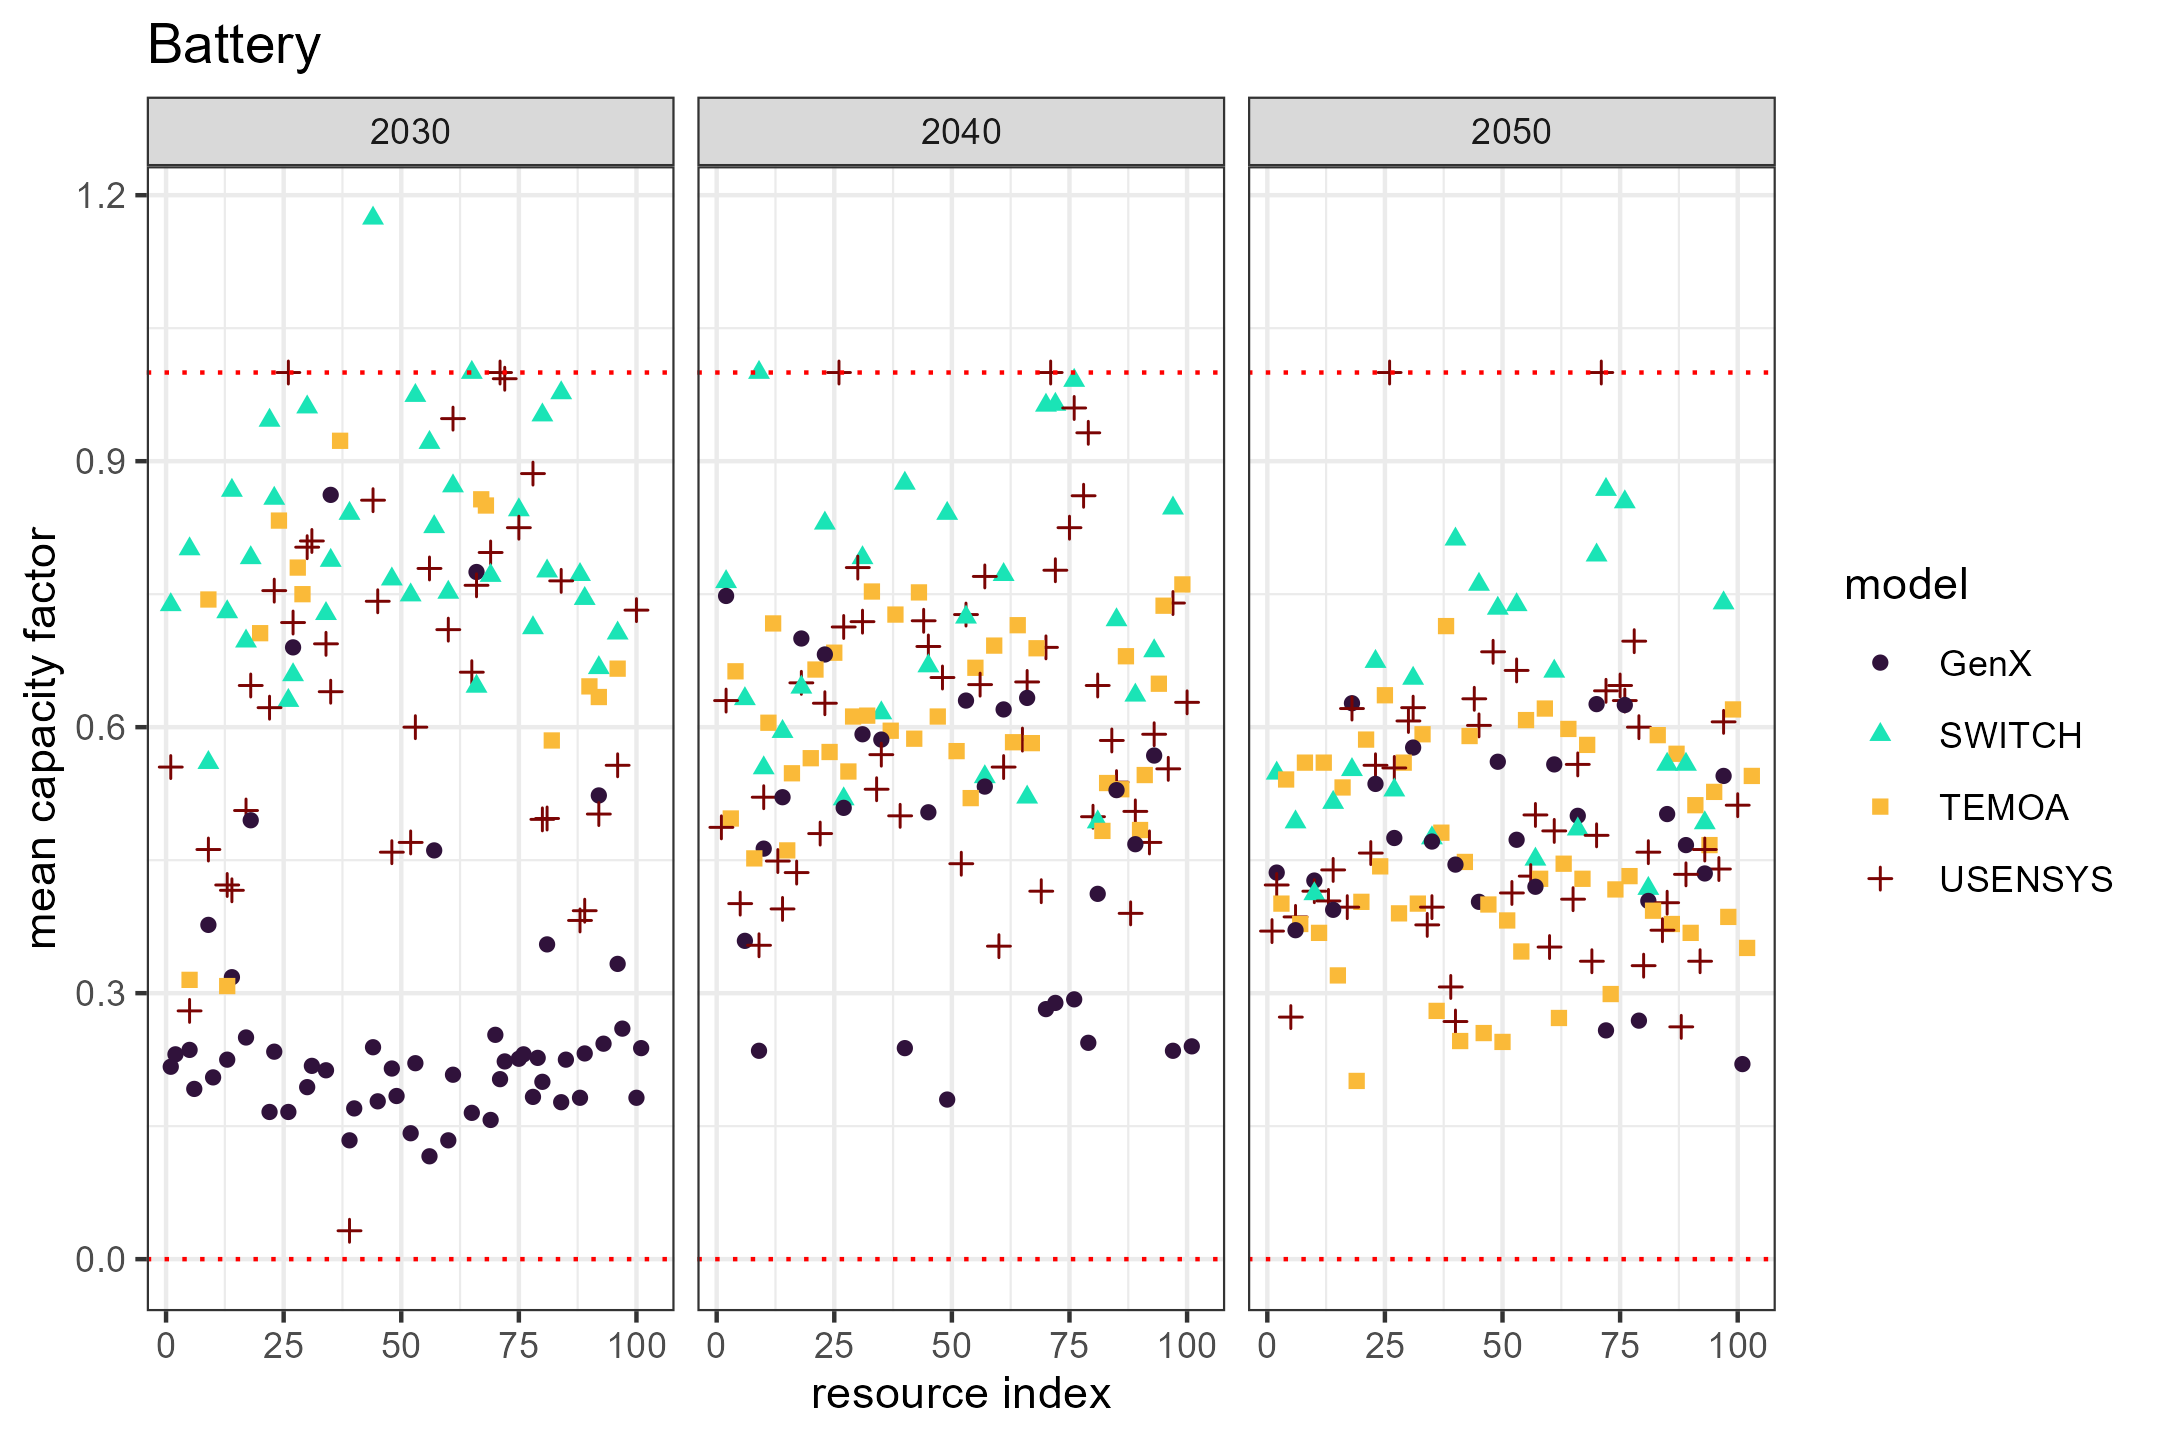 Battery
2030 2040 2050
1.2
0.9
0.6
0.3
0.0
mean capacity factor
0 25 50 75 100 0 25 50 75 100 0 25 50 75 100
resource index
model
GenX
SWITCH
TEMOA
USENSYS